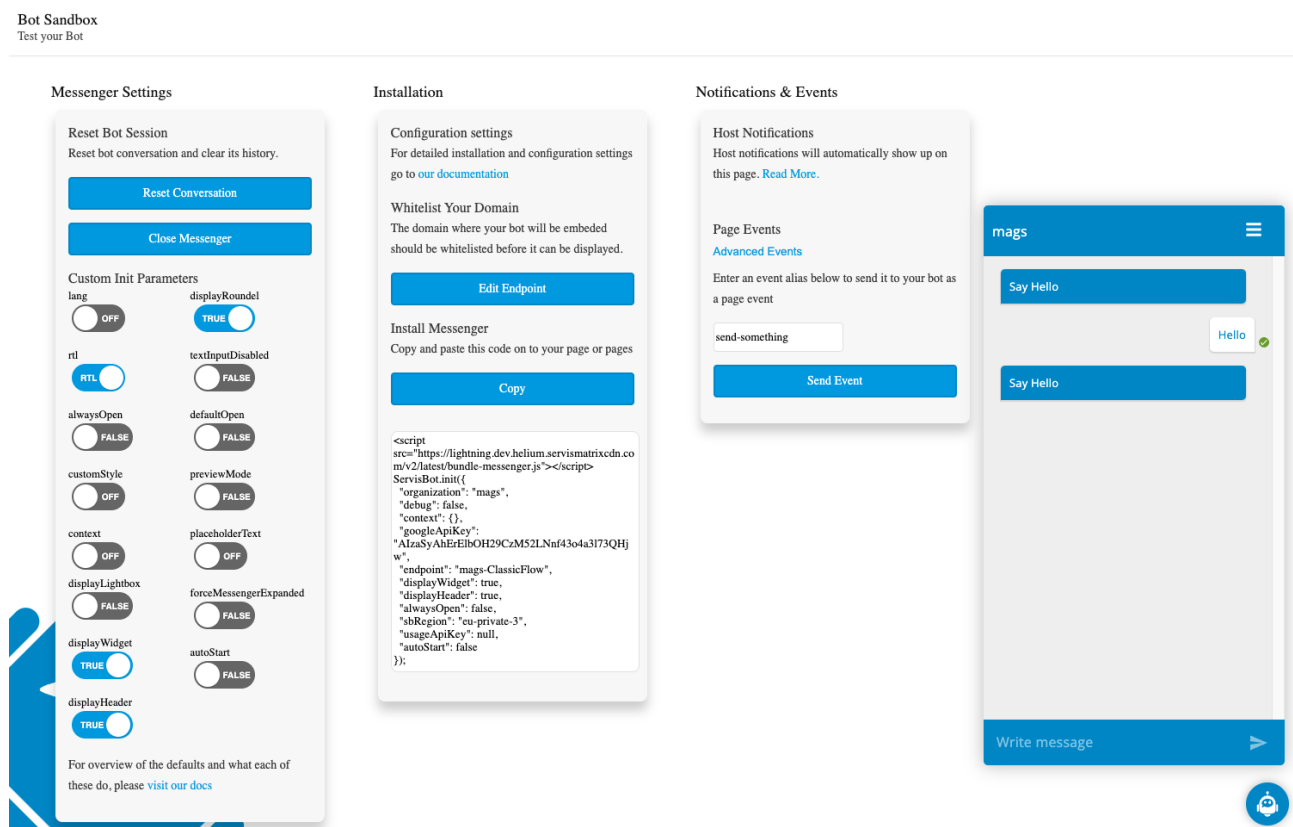 Bot Sandbox
Test your Bot
Messenger Settings
Reset Bot Session
Reset bot conversation and clear its history.
Reset Conversation
Close Messenger
Custom Init Parameters
lang
displayRoundel
OFF
TRUE
rtl
textInputDisabled
RTL
FALSE
alwaysOpen
defaultOpen
FALSE
FALSE
customStyle
previewMode
OFF
FALSE
context
placeholderText
OFF
OFF
displayLightbox
forceMessengerExpanded
FALSE
FALSE
displayWidget
autoStart
TRUE
FALSE
displayHeader
TRUE
For overview of the defaults and what each of
these do, please visit our docs
Installation
Configuration settings
For detailed installation and configuration settings
go to our documentation
Whitelist Your Domain
The domain where your bot will be embeded
should be whitelisted before it can be displayed.
Edit Endpoint
Install Messenger
Copy and paste this code on to your page or pages
Copy
<script
src="https://lightning.dev.helium.servismatrixcdn.co
m/v2/latest/bundle-messenger.js"></script>
ServisBot.init({
"organization": "mags",
"debug": false,
"context": {},
"googleApiKey":
"AIzaSyAhErElbOH29CzM52LNnf43o4a3l73QHj
w",
"endpoint": "mags-ClassicFlow",
"displayWidget": true,
"displayHeader": true,
"alwaysOpen": false,
"sbRegion": "eu-private-3",
"usageApiKey": null,
"autoStart": false
});
Notifications & Events
Host Notifications
Host notifications will automatically show up on
this page. Read More.
Page Events
Advanced Events
Enter an event alias below to send it to your bot as
a page event
send-something
Send Event
mags
Say Hello
Hello
Say Hello
Write message